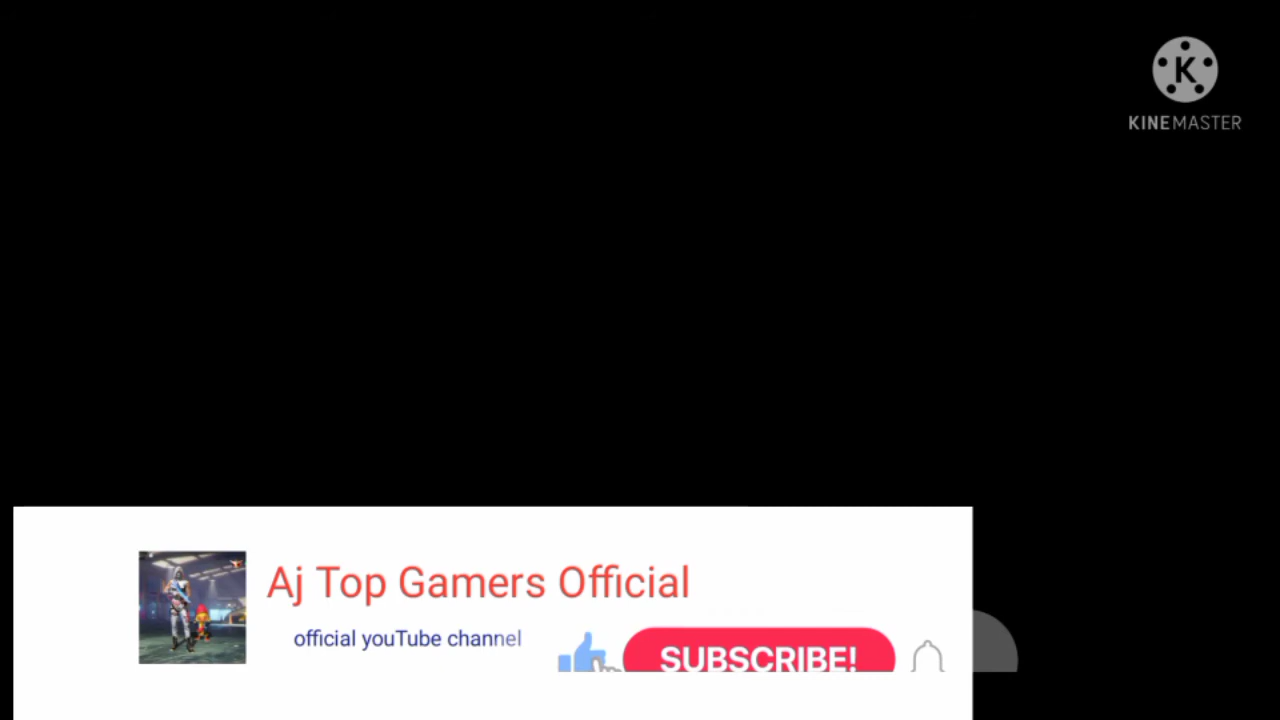 K
KINEMASTER
Aj Top Gamers Official
official youTube channel
SUBSCRIBE!